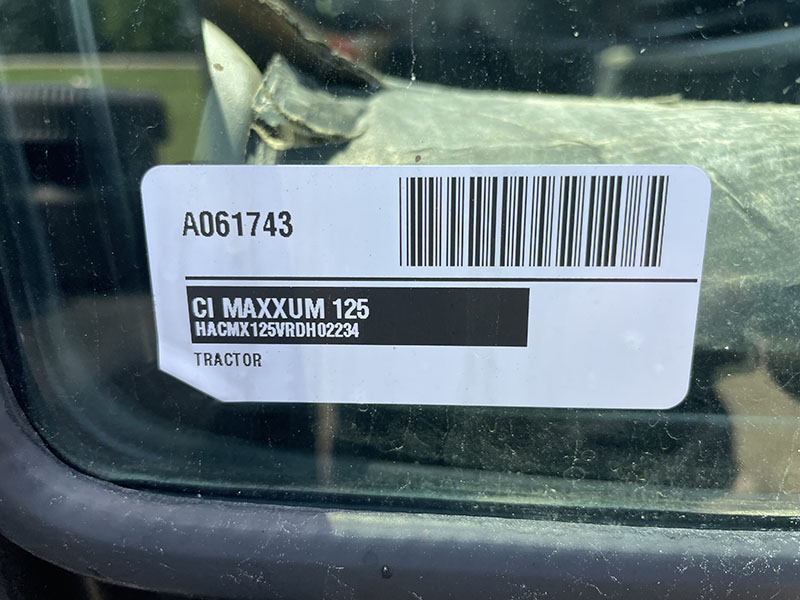 A061743
CI MAXXUM 125
HACMX125VRDH02234
TRACTOR